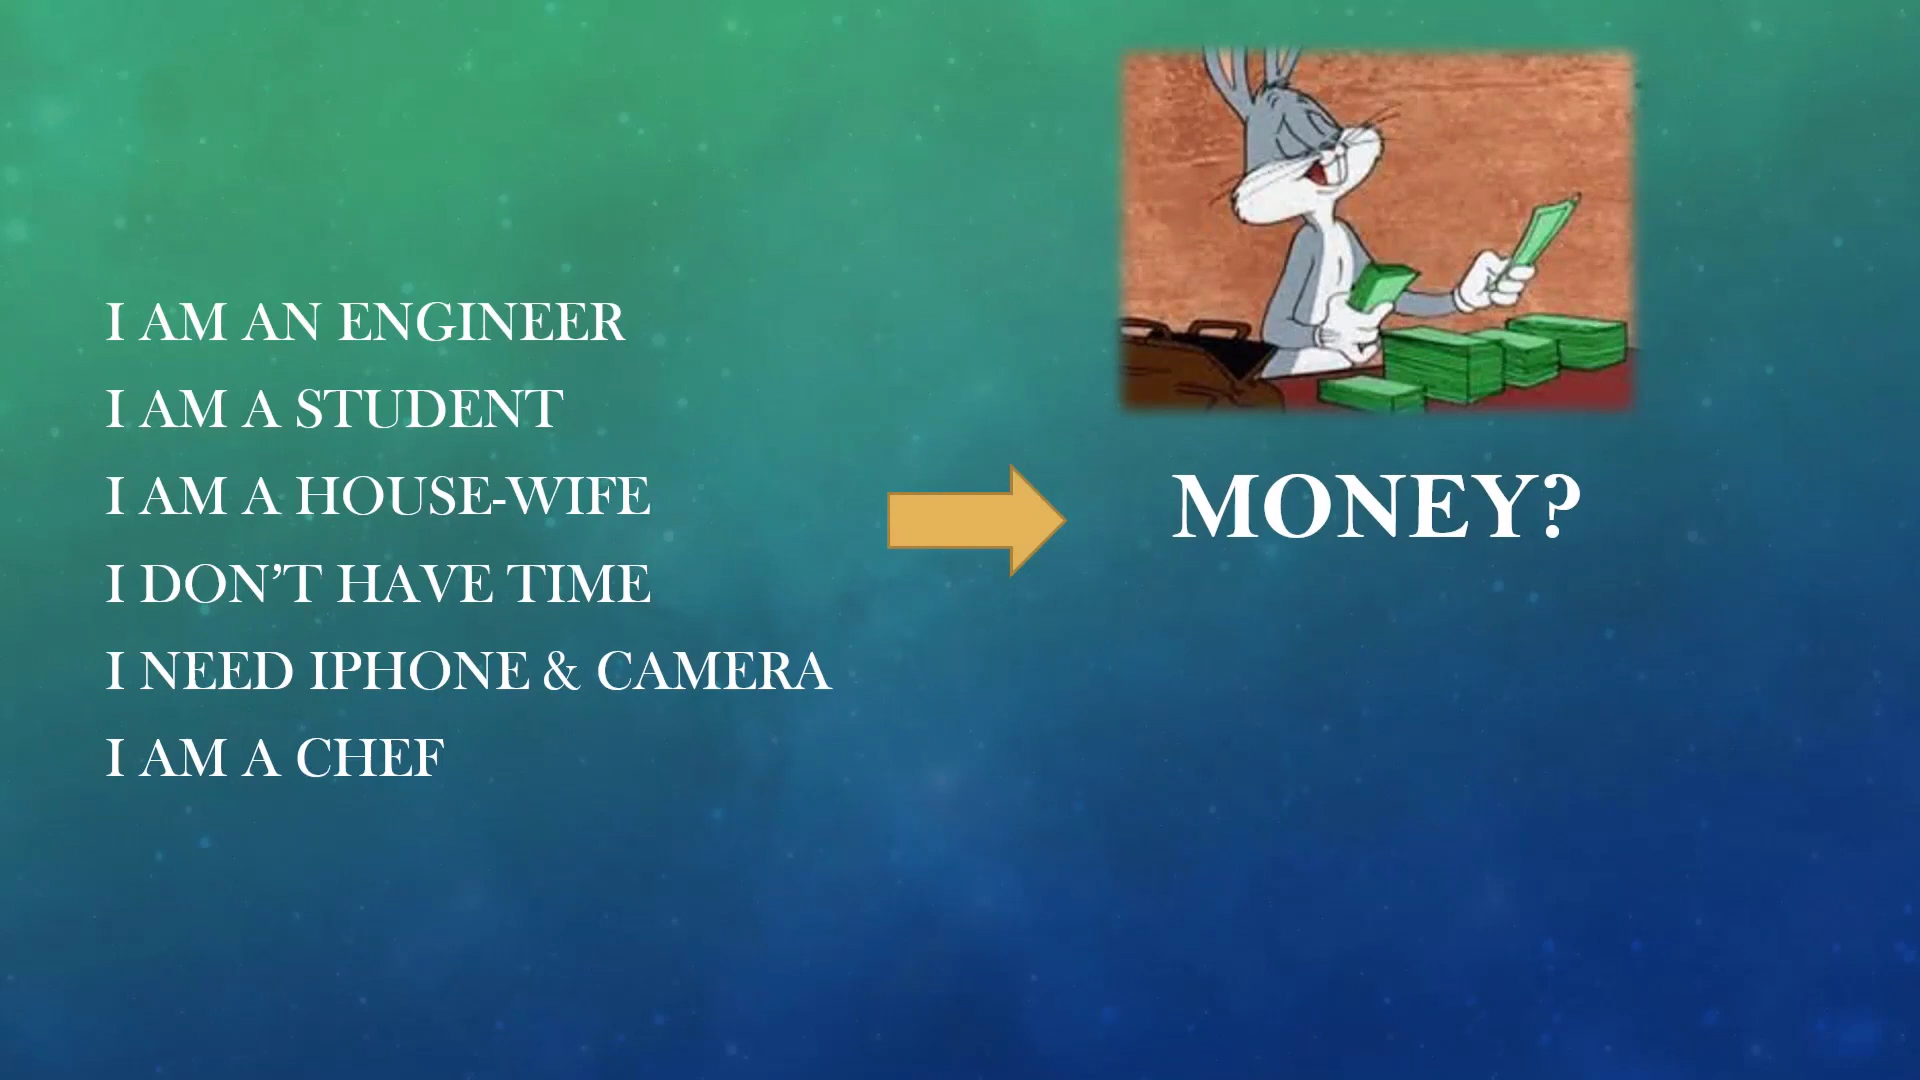 I AM AN ENGINEER
I AM A STUDENT
I AM A HOUSE-WIFE
I DON’T HAVE TIME
I NEED IPHONE & CAMERA
I AM A CHEF
MONEY?